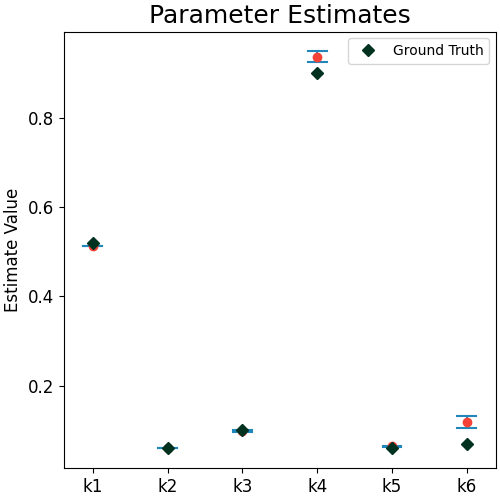 Parameter Estimates
Ground Truth
Estimate Value
0.8
0.6
0.4
0.2
k1 k2 k3 k4 k5 k6